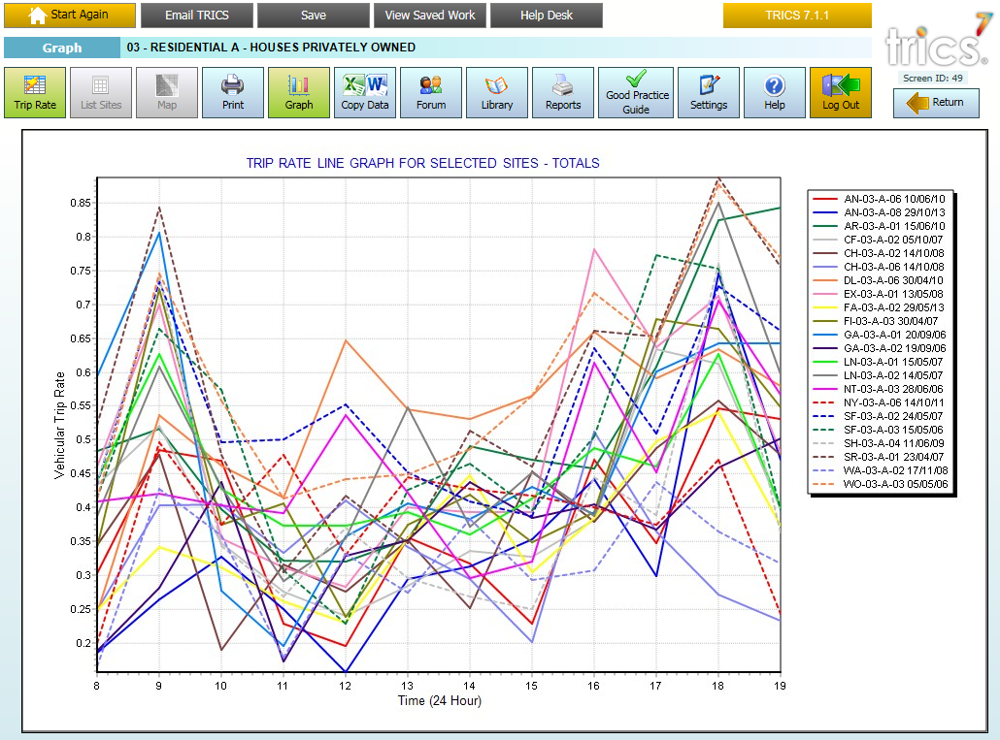 Start Again
Email TRICS
Save
View Saved Work
Help Desk
TRICS 7.1.1
trics 7
®
Graph
03 - RESIDENTIAL A - HOUSES PRIVATELY OWNED
Screen ID: 49
Trip Rate
List Sites
Map
Print
Graph
Copy Data
Forum
Library
Reports
Good Practice
Guide
Settings
Help
Log Out
Return
TRIP RATE LINE GRAPH FOR SELECTED SITES - TOTALS
0.85
0.8
0.75
0.7
0.65
0.6
0.55
0.5
0.45
0.4
0.35
0.3
0.25
0.2
Vehicular Trip Rate
8 9 10 11 12 13 14 15 16 17 18 19
Time (24 Hour)
AN-03-A-06 10/06/10
AN-03-A-08 29/10/13
AR-03-A-01 15/06/10
CF-03-A-02 05/10/07
CH-03-A-02 14/10/08
CH-03-A-06 14/10/08
DL-03-A-06 30/04/10
EX-03-A-01 13/05/08
FA-03-A-02 29/05/13
FI-03-A-03 30/04/07
GA-03-A-01 20/09/06
GA-03-A-02 19/09/06
LN-03-A-01 15/05/07
LN-03-A-02 14/05/07
NT-03-A-03 28/06/06
NY-03-A-06 14/10/11
SF-03-A-02 24/05/07
SF-03-A-03 15/05/06
SH-03-A-04 11/06/09
SR-03-A-01 23/04/07
WA-03-A-02 17/11/08
WO-03-A-03 05/05/06